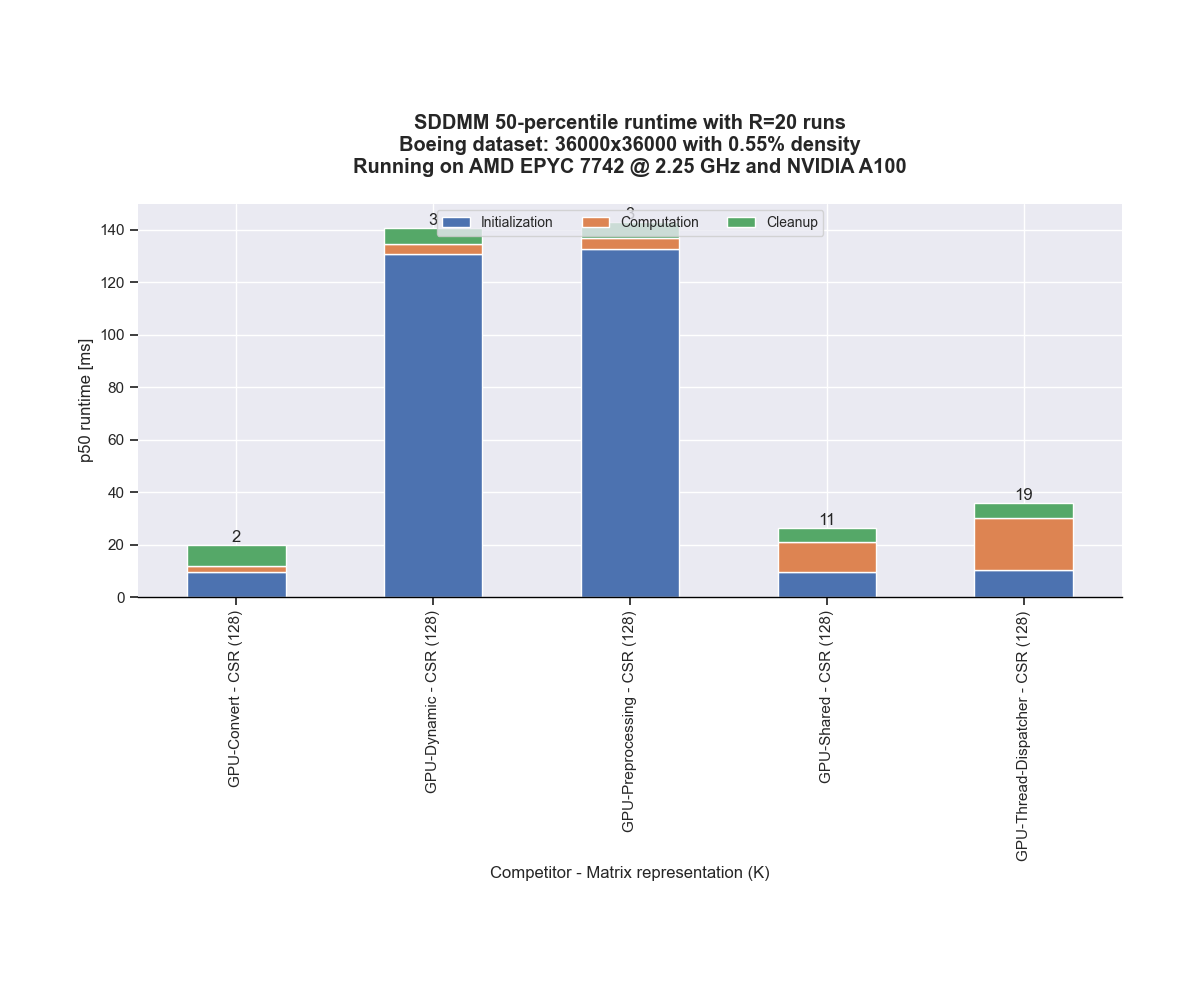 SDDMM 50-percentile runtime with R=20 runs
Boeing dataset: 36000x36000 with 0.55% density
Running on AMD EPYC 7742 @ 2.25 GHz and NVIDIA A100
Initialization Computation Cleanup
p50 runtime [ms]
140
120
100
80
60
40
20
0
2
3
11
19
GPU-Convert - CSR (128)
GPU-Dynamic - CSR (128)
GPU-Preprocessing - CSR (128)
GPU-Shared - CSR (128)
GPU-Thread-Dispatcher - CSR (128)
Competitor - Matrix representation (K)